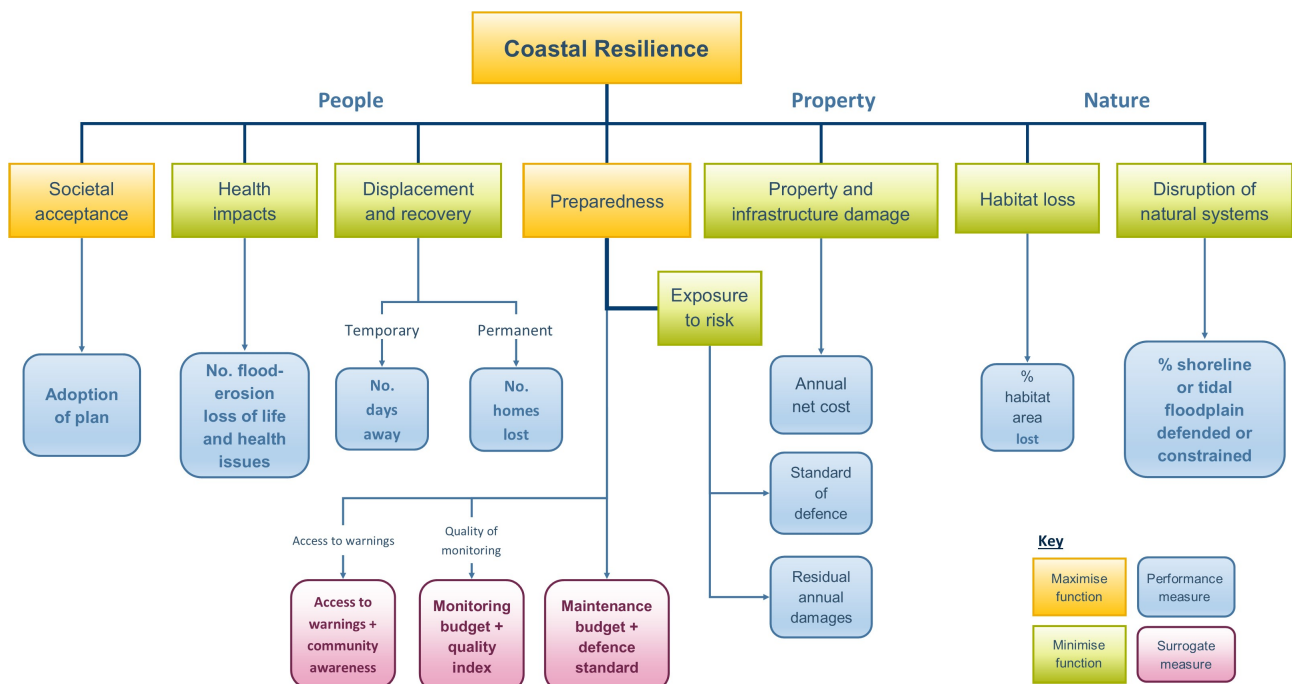 Coastal Resilience
People
Property
Nature
Societal
acceptance
Health
impacts
Displacement
and recovery
Preparedness
Property and
infrastructure damage
Habitat loss
Disruption of
natural systems
Exposure
to risk
Temporary
Permanent
Adoption
of plan
No. flood-
erosion
loss of life
and health
issues
No.
days
away
No.
homes
lost
Annual
net cost
%
habitat
area
lost
% shoreline
or tidal
floodplain
defended or
constrained
Standard
of
defence
Residual
annual
damages
Access to warnings
Quality of
monitoring
Access to
warnings +
community
awareness
Monitoring
budget +
quality
index
Maintenance
budget +
defence
standard
Key
Maximise
function
Performance
measure
Minimise
function
Surrogate
measure